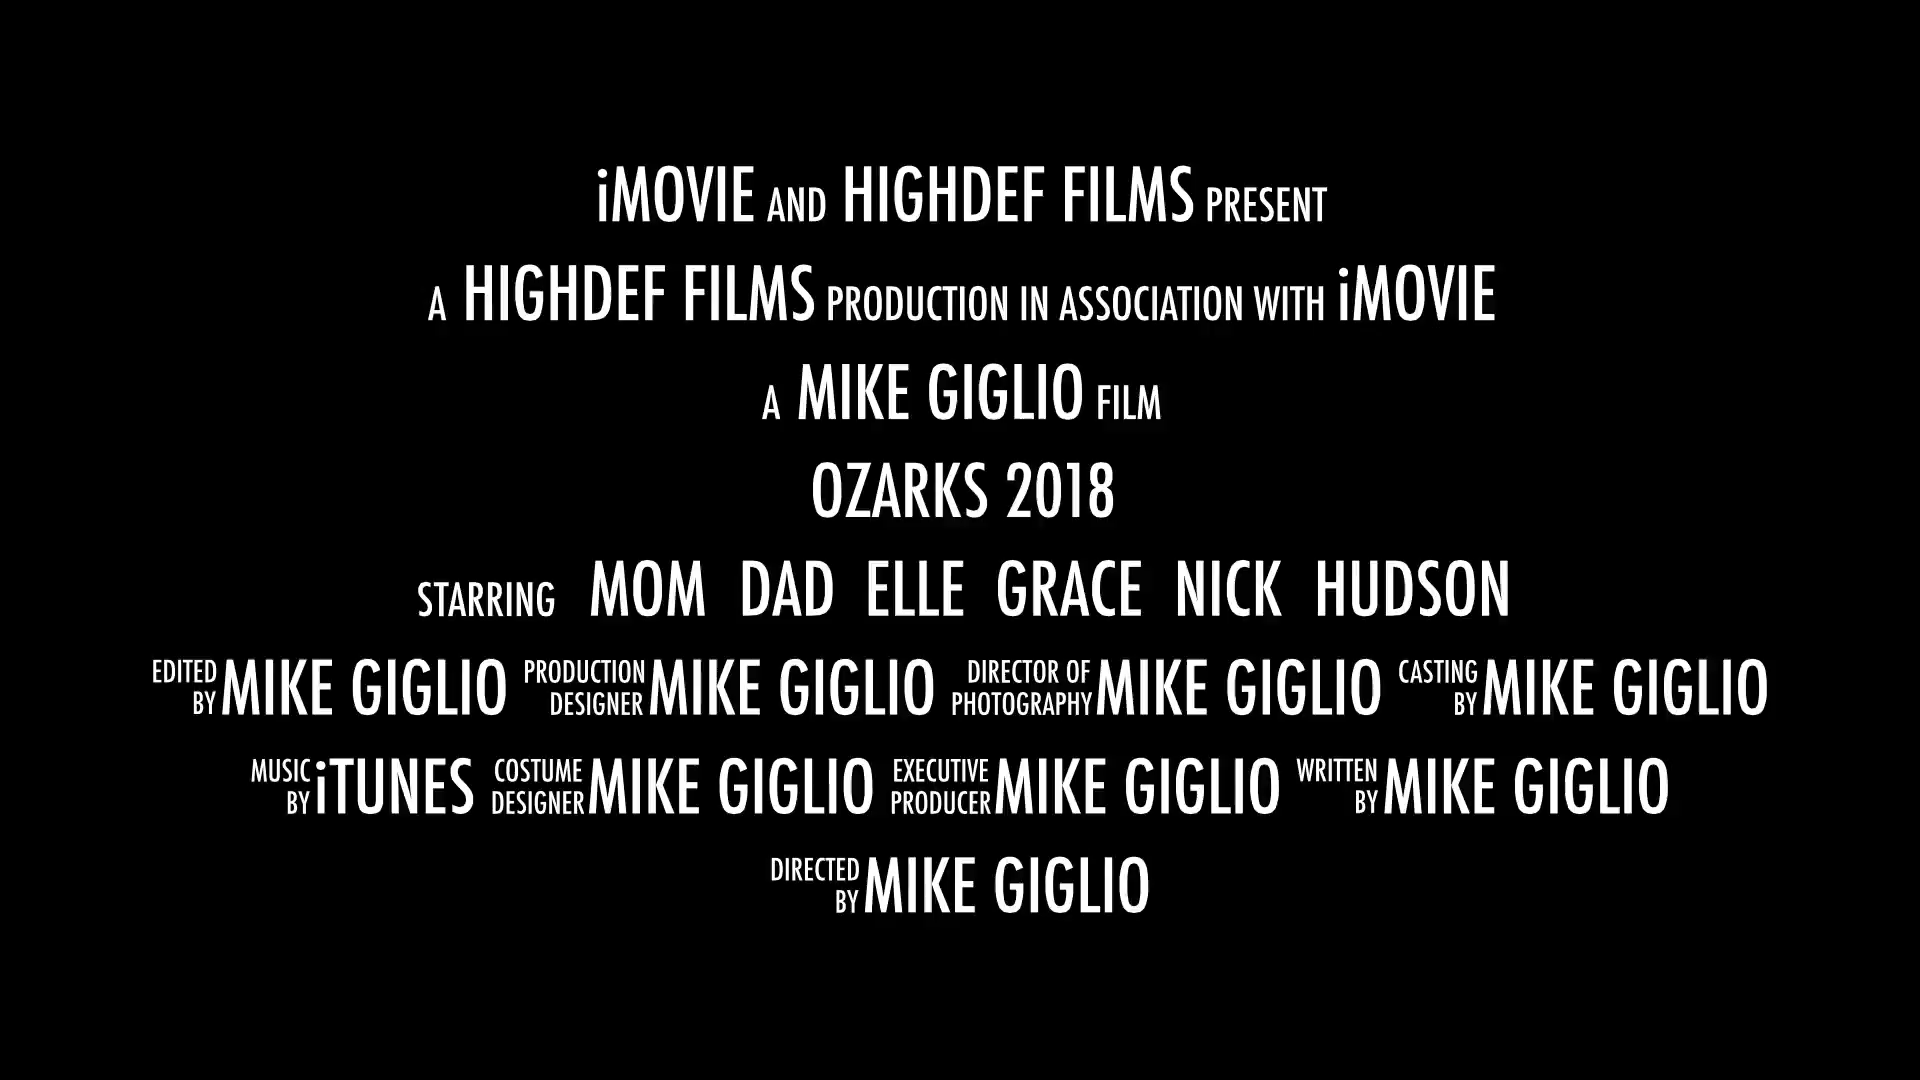 iMOVIE AND HIGHDEF FILMS PRESENT
A HIGHDEF FILMS PRODUCTION IN ASSOCIATION WITH iMOVIE
A MIKE GIGLIO FILM
OZARKS 2018
STARRING MOM DAD ELLE GRACE NICK HUDSON
EDITED BY MIKE GIGLIO PRODUCTION DESIGNER MIKE GIGLIO DIRECTOR OF PHOTOGRAPHY MIKE GIGLIO CASTING BY MIKE GIGLIO
MUSIC BY iTUNES COSTUME DESIGNER MIKE GIGLIO EXECUTIVE PRODUCER MIKE GIGLIO WRITTEN BY MIKE GIGLIO
DIRECTED BY MIKE GIGLIO